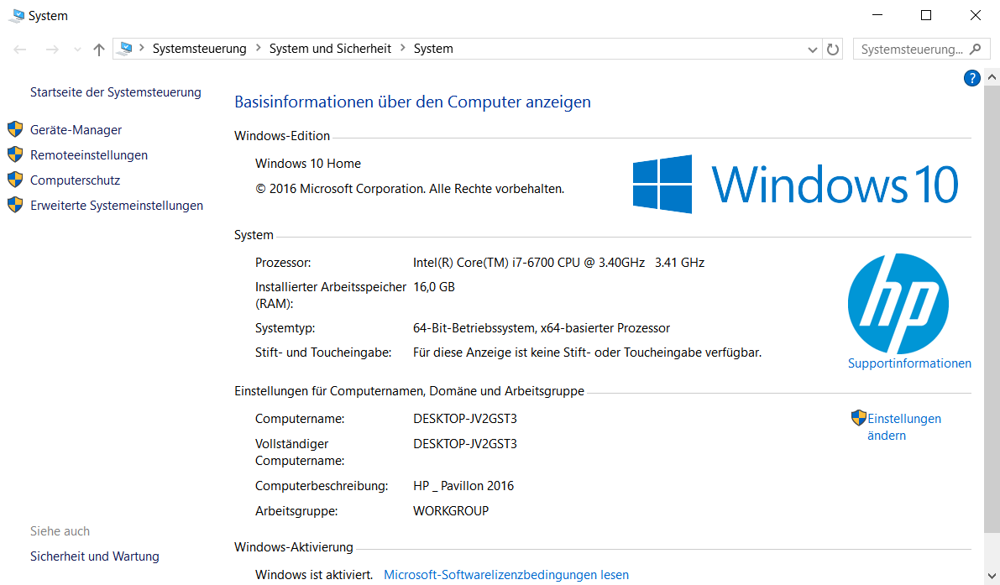 System
Systemsteuerung > System und Sicherheit > System
Systemsteuerung...
?
Startseite der Systemsteuerung
Geräte-Manager
Remoteeinstellungen
Computerschutz
Erweiterte Systemeinstellungen
Basisinformationen über den Computer anzeigen
Windows-Edition
Windows 10 Home
© 2016 Microsoft Corporation. Alle Rechte vorbehalten.
Windows 10
System
Prozessor: Intel(R) Core(TM) i7-6700 CPU @ 3.40GHz 3.41 GHz
Installierter Arbeitsspeicher 16,0 GB
(RAM):
Systemtyp: 64-Bit-Betriebssystem, x64-basierter Prozessor
Stift- und Toucheingabe: Für diese Anzeige ist keine Stift- oder Toucheingabe verfügbar.
hp
Supportinformationen
Einstellungen für Computernamen, Domäne und Arbeitsgruppe
Computername: DESKTOP-JV2GST3
Vollständiger DESKTOP-JV2GST3
Computername:
Computerbeschreibung: HP _ Pavillon 2016
Arbeitsgruppe: WORKGROUP
Einstellungen
ändern
Windows-Aktivierung
Windows ist aktiviert. Microsoft-Softwarelizenzbedingungen lesen
Siehe auch
Sicherheit und Wartung